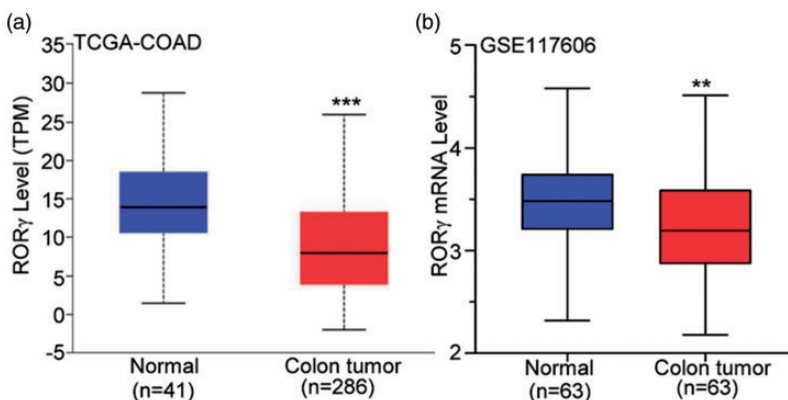 (a)
TCGA-COAD
RORγ Level (TPM)
35
30
25
20
15
10
5
0
-5
***
Normal
(n=41)
Colon tumor
(n=286)
(b)
GSE117606
RORγ mRNA Level
5
4
3
2
**
Normal
(n=63)
Colon tumor
(n=63)